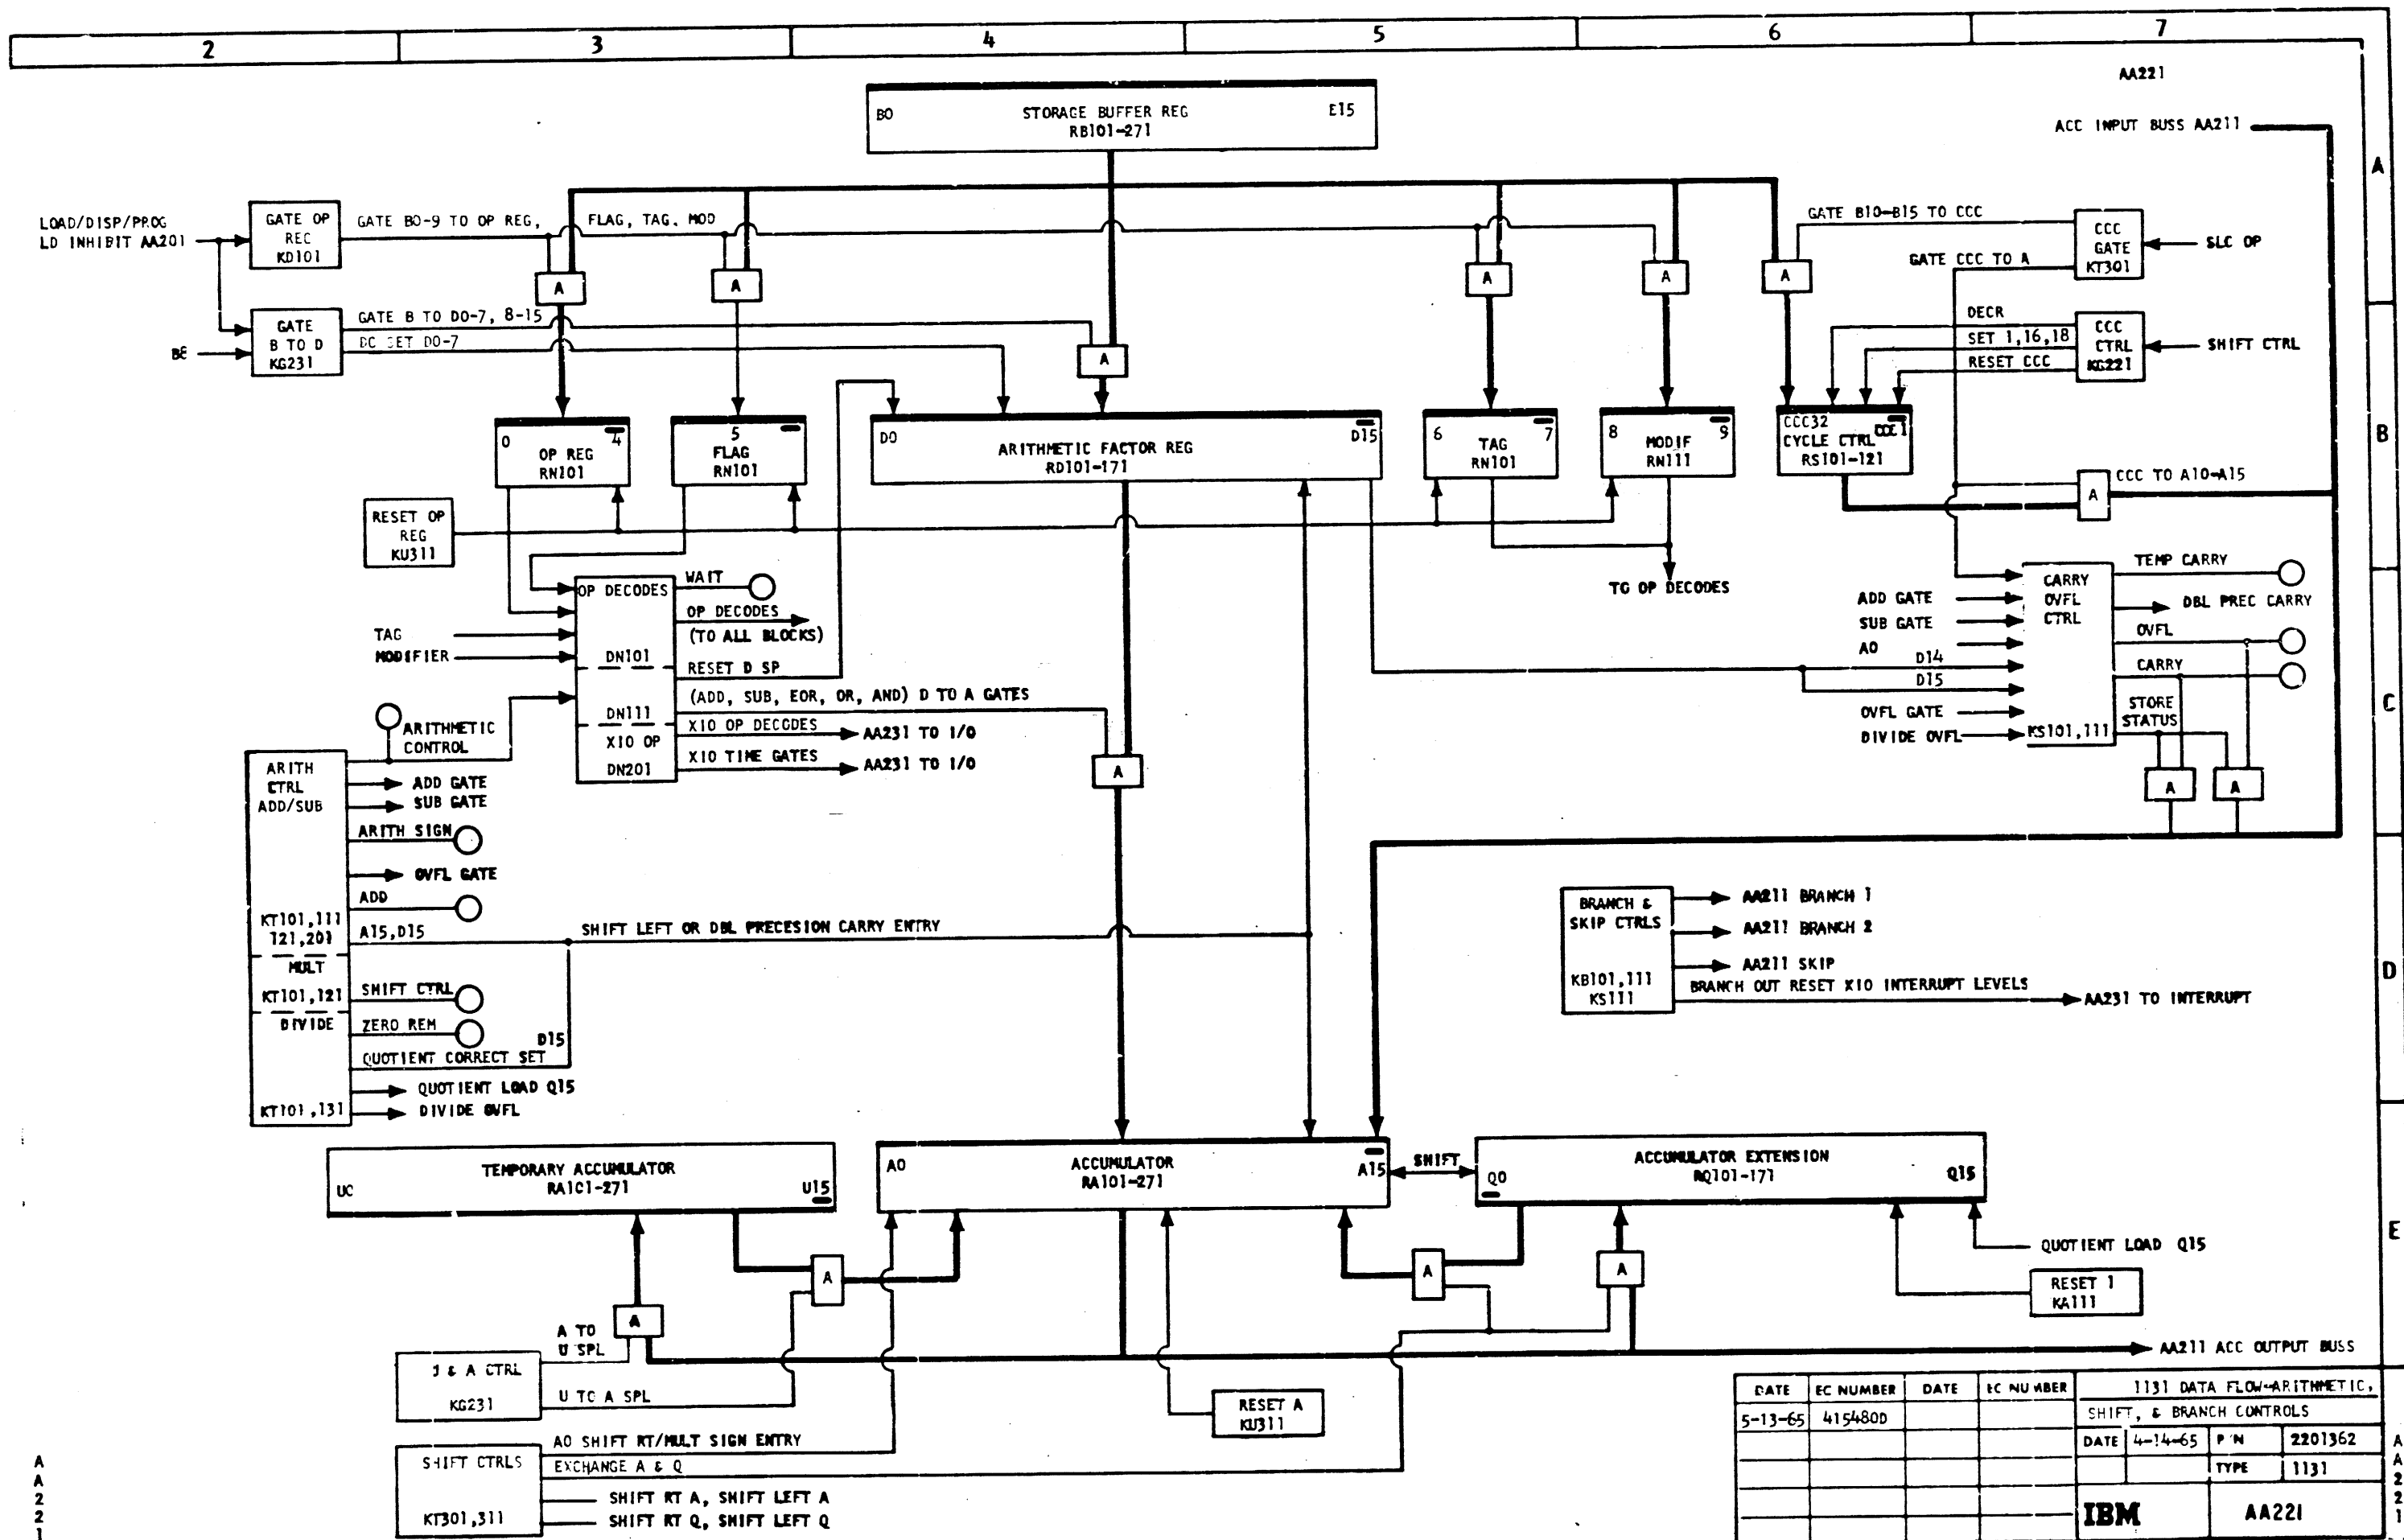 2 3 4 5 6 7
AA221
B0 STORAGE BUFFER REG E15
RB101-271
ACC INPUT BUSS AA211
A
LOAD/DISP/PROG
LD INHIBIT AA201
GATE OP
REC
KD101
GATE B0-9 TO OP REG, FLAG, TAG. MOD
GATE B10-B15 TO CCC
CCC
GATE
KT301
SLC OP
GATE CCC TO A
A
A
A
A
A
GATE
B TO D
KG231
GATE B TO D0-7, 8-15
DC SET D0-7
A
DECR
SET 1,16,18
RESET CCC
CCC
CTRL
KG221
SHIFT CTRL
0 4
OP REG
RN101
5
FLAG
RN101
D0 D15
ARITHMETIC FACTOR REG
RD101-171
6 7
TAG
RN101
8 9
MODIF
RN111
CCC32 CCC1
CYCLE CTRL
RS101-121
B
A
CCC TO A10-A15
RESET OP
REG
KU311
TO OP DECODES
OP DECODES
WAIT
OP DECODES
(TO ALL BLOCKS)
TAG
MODIFIER
DN101
RESET D SP
(ADD, SUB, EOR, OR, AND) D TO A GATES
DN111
XIO OP DECODES
AA231 TO I/O
XIO OP
DN201
XIO TIME GATES
AA231 TO I/O
A
ADD GATE
SUB GATE
A0
D14
D15
OVFL GATE
DIVIDE OVFL
CARRY
OVFL
CTRL
KS101,111
TEMP CARRY
DBL PREC CARRY
OVFL
CARRY
STORE
STATUS
A
A
C
ARITHMETIC
CONTROL
ARITH
CTRL
ADD/SUB
ADD GATE
SUB GATE
ARITH SIGN
OVFL GATE
ADD
KT101,111
121,201
A15,D15
SHIFT LEFT OR DBL PRECESION CARRY ENTRY
MULT
KT101,121
SHIFT CTRL
DIVIDE
ZERO REM
D15
QUOTIENT CORRECT SET
QUOTIENT LOAD Q15
KT101,131
DIVIDE OVFL
BRANCH &
SKIP CTRLS
KB101,111
KS111
AA211 BRANCH 1
AA211 BRANCH 2
AA211 SKIP
BRANCH OUT RESET XIO INTERRUPT LEVELS
AA231 TO INTERRUPT
D
TEMPORARY ACCUMULATOR
RA101-271
U0 U15
A0 ACCUMULATOR
RA101-271
A15
SHIFT
ACCUMULATOR EXTENSION
RQ101-171
Q0 Q15
E
A
A
A
A
QUOTIENT LOAD Q15
RESET 1
KA111
A TO
U SPL
U & A CTRL
KG231
U TO A SPL
AA211 ACC OUTPUT BUSS
RESET A
KU311
SHIFT CTRLS
KT301,311
A0 SHIFT RT/MULT SIGN ENTRY
EXCHANGE A & Q
SHIFT RT A, SHIFT LEFT A
SHIFT RT Q, SHIFT LEFT Q
DATE EC NUMBER DATE EC NUMBER
5-13-65 415480D
1131 DATA FLOW-ARITHMETIC,
SHIFT, & BRANCH CONTROLS
DATE 4-14-65 P/N 2201362
TYPE 1131
IBM AA221
A
A
2
2
1
A
A
2
2
1